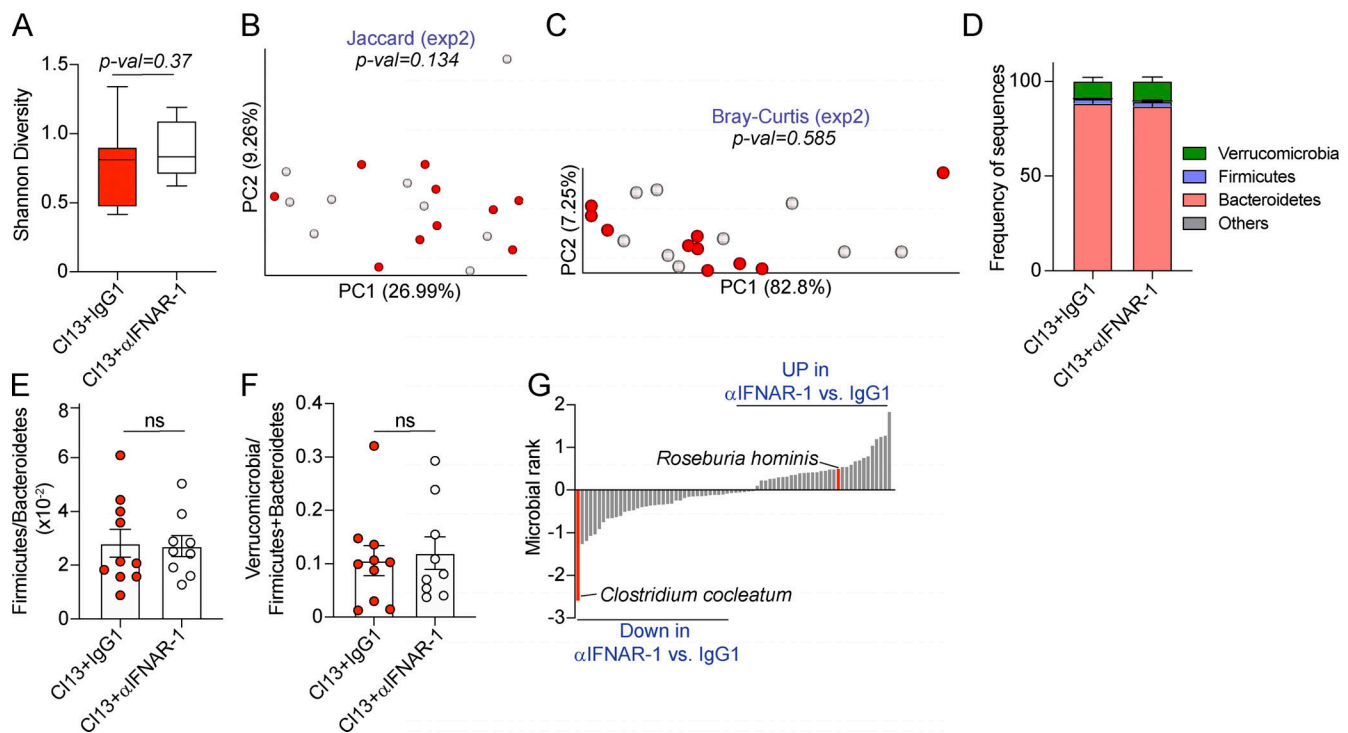 A
p-val=0.37
1.5
1.0
0.5
0
Shannon Diversity
Cl13+IgG1
Cl13+αIFNAR-1
B
Jaccard (exp2)
p-val=0.134
PC2 (9.26%)
PC1 (26.99%)
C
Bray-Curtis (exp2)
p-val=0.585
PC2 (7.25%)
PC1 (82.8%)
D
100
50
0
Frequency of sequences
Cl13+IgG1
Cl13+αIFNAR-1
Verrucomicrobia
Firmicutes
Bacteroidetes
Others
E
ns
8
6
4
2
0
Firmicutes/Bacteroidetes
(x10⁻²)
Cl13+IgG1
Cl13+αIFNAR-1
F
ns
0.4
0.3
0.2
0.1
0
Verrucomicrobia/
Firmicutes+Bacteroidetes
Cl13+IgG1
Cl13+αIFNAR-1
G
UP in
αIFNAR-1 vs. IgG1
2
1
0
-1
-2
-3
Microbial rank
Roseburia hominis
Clostridium cocleatum
Down in
αIFNAR-1 vs. IgG1